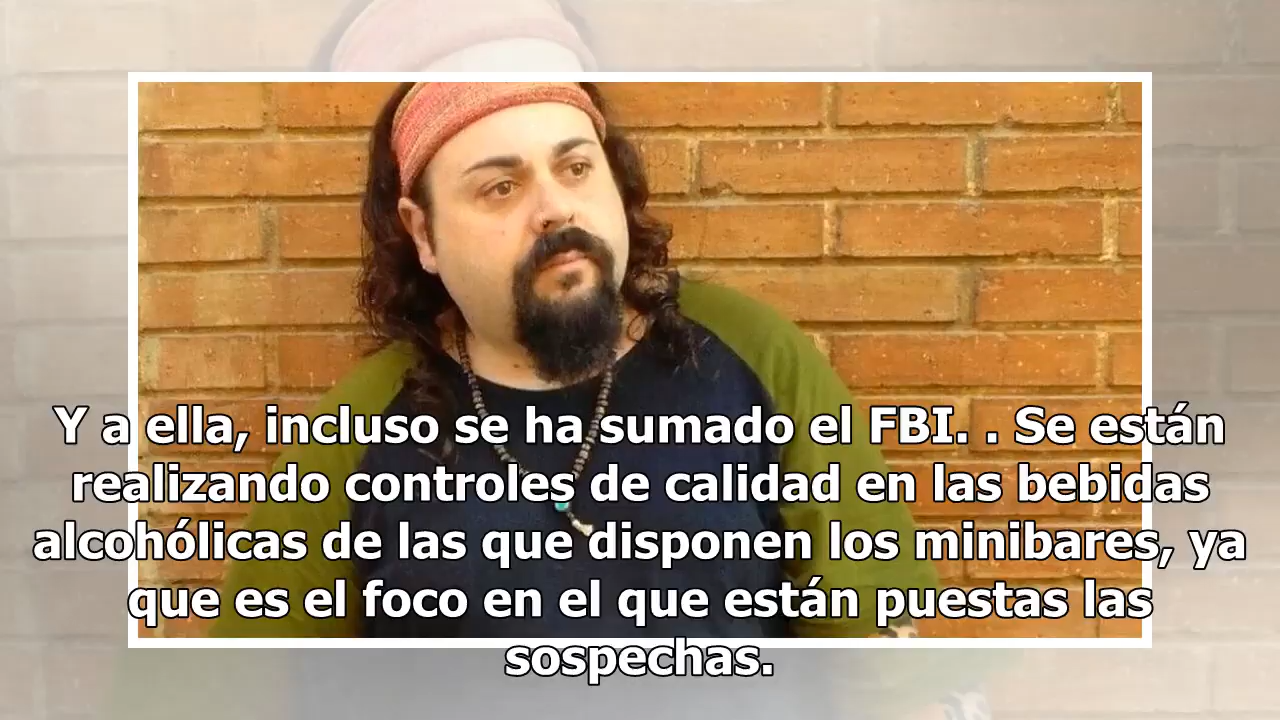 Y a ella, incluso se ha sumado el FBI. . Se están
realizando controles de calidad en las bebidas
alcohólicas de las que disponen los minibares, ya
que es el foco en el que están puestas las
sospechas.